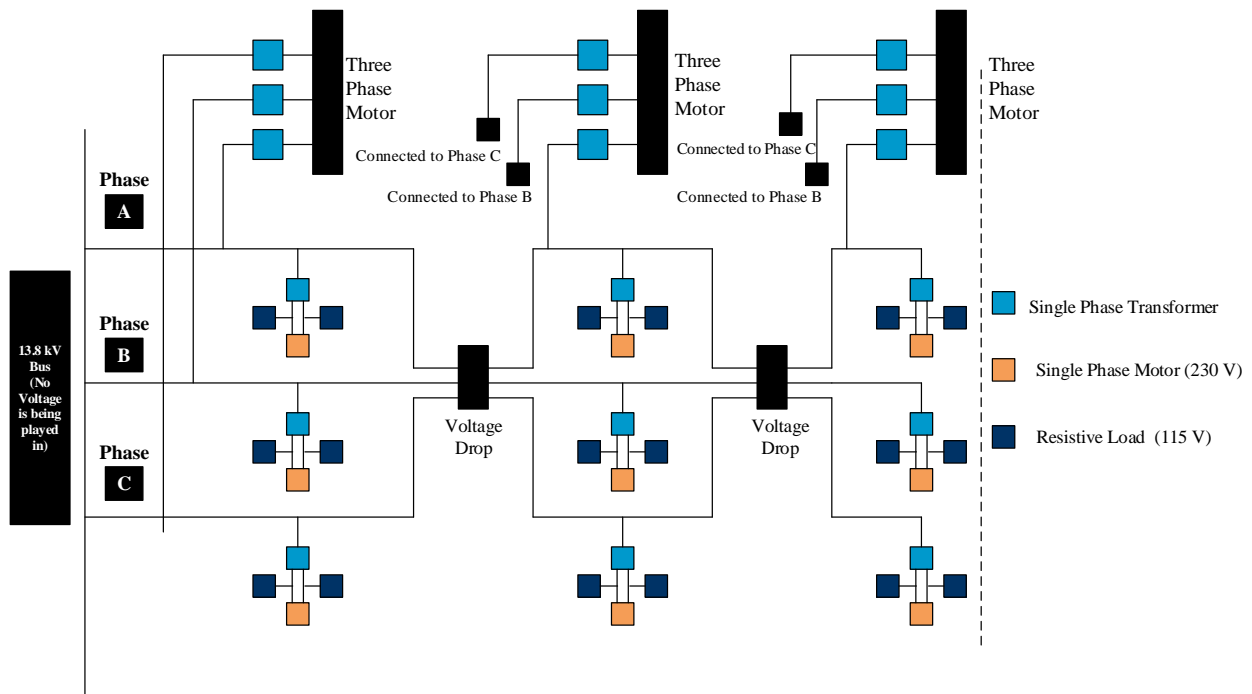 Three
Phase
Motor
Three
Phase
Motor
Three
Phase
Motor
Connected to Phase C
Connected to Phase B
Connected to Phase C
Connected to Phase B
Phase
A
Phase
B
Phase
C
13.8 kV
Bus
(No
Voltage
is being
played
in)
Voltage
Drop
Voltage
Drop
Single Phase Transformer
Single Phase Motor (230 V)
Resistive Load (115 V)